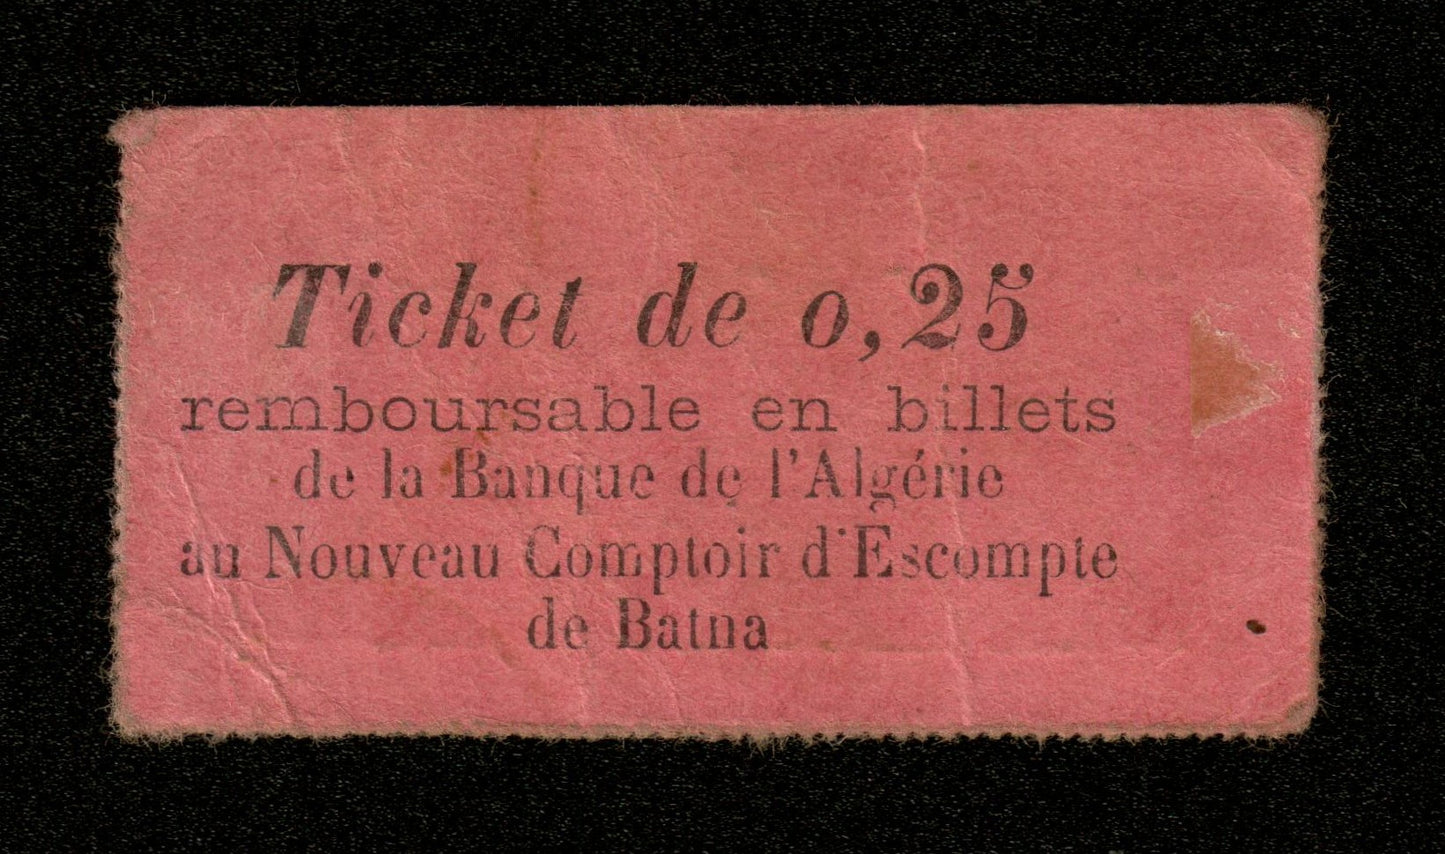 Ticket de 0,25
remboursable en billets
de la Banque de l'Algérie
au Nouveau Comptoir d'Escompte
de Batna